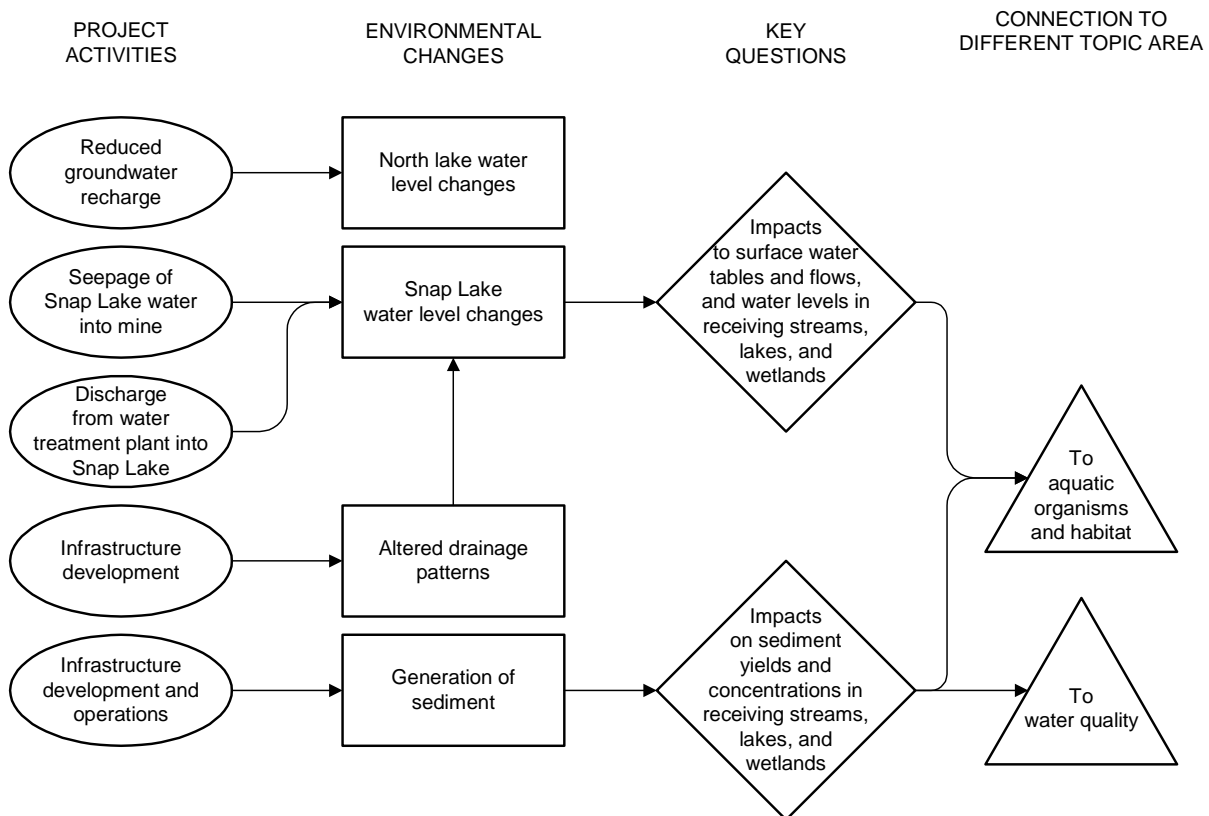 PROJECT
ACTIVITIES
ENVIRONMENTAL
CHANGES
KEY
QUESTIONS
CONNECTION TO
DIFFERENT TOPIC AREA
Reduced
groundwater
recharge
North lake water
level changes
Seepage of
Snap Lake water
into mine
Snap Lake
water level changes
Impacts
to surface water
tables and flows,
and water levels in
receiving streams,
lakes, and
wetlands
Discharge
from water
treatment plant into
Snap Lake
To
aquatic
organisms
and habitat
Infrastructure
development
Altered drainage
patterns
Infrastructure
development and
operations
Generation of
sediment
Impacts
on sediment
yields and
concentrations in
receiving streams,
lakes, and
wetlands
To
water quality